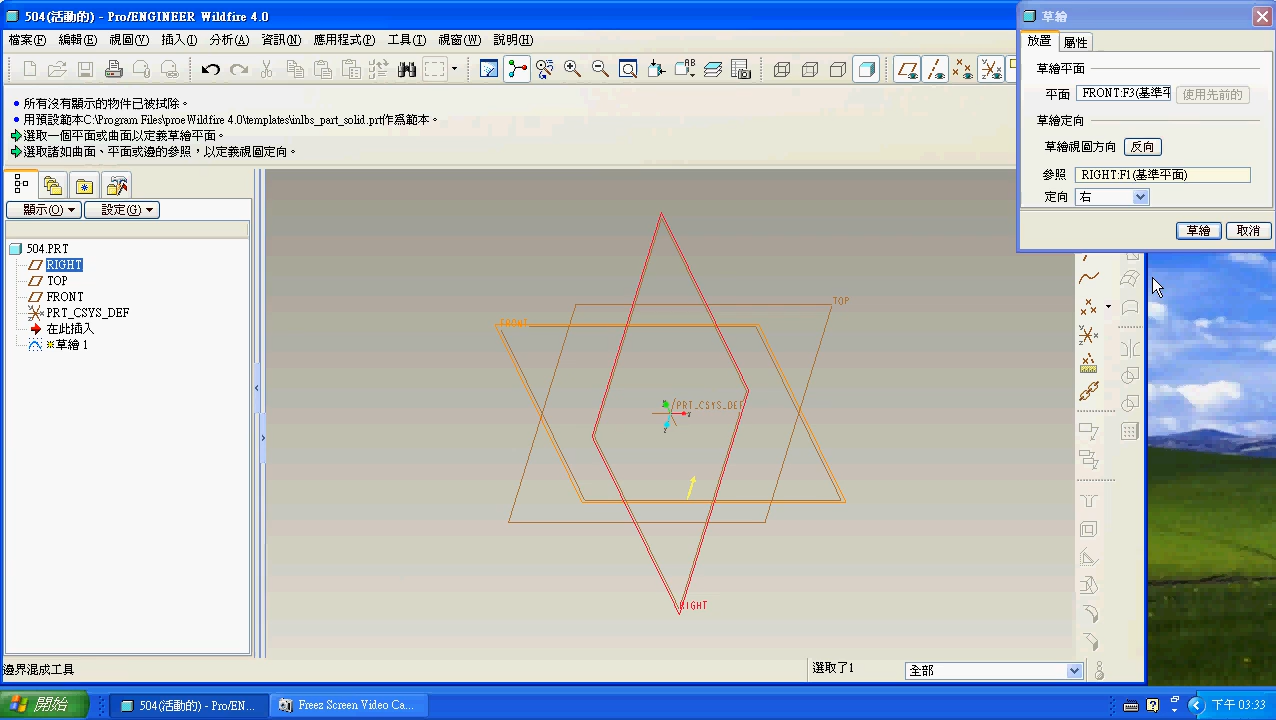 504(活動的) - Pro/ENGINEER Wildfire 4.0
檔案(F) 編輯(E) 視圖(V) 插入(I) 分析(A) 資訊(N) 應用程式(P) 工具(T) 視窗(W) 說明(H)
所有沒有顯示的物件已被拭除。
用預設範本C:\Program Files\proeWildfire 4.0\templates\inlbs_part_solid.prt作為範本。
選取一個平面或曲面以定義草繪平面。
選取諸如曲面、平面或邊的參照，以定義視圖定向。
顯示(O) 設定(G)
504.PRT
RIGHT
TOP
FRONT
PRT_CSYS_DEF
在此插入
※草繪 1
TOP
FRONT
PRT_CSYS_DEF
RIGHT
草繪
放置 屬性
草繪平面
平面 FRONT:F3(基準平 使用先前的
草繪定向
草繪視圖方向 反向
參照 RIGHT:F1(基準平面)
定向 右
草繪 取消
邊界混成工具 選取了1 全部
開始 504(活動的) - Pro/EN... Freez Screen Video Ca... 下午 03:33